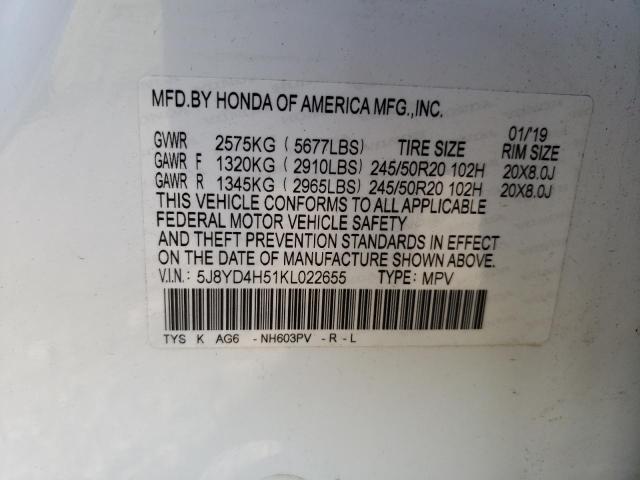 MFD.BY HONDA OF AMERICA MFG.,INC.
01/'19
GVWR 2575KG ( 5677LBS) TIRE SIZE RIM SIZE
GAWR F 1320KG ( 2910LBS) 245/50R20 102H 20X8.0J
GAWR R 1345KG ( 2965LBS) 245/50R20 102H 20X8.0J
THIS VEHICLE CONFORMS TO ALL APPLICABLE
FEDERAL MOTOR VEHICLE SAFETY
AND THEFT PREVENTION STANDARDS IN EFFECT
ON THE DATE OF MANUFACTURE SHOWN ABOVE.
V.I.N.: 5J8YD4H51KL022655 TYPE: MPV
TYS K AG6 -NH603PV -R-L